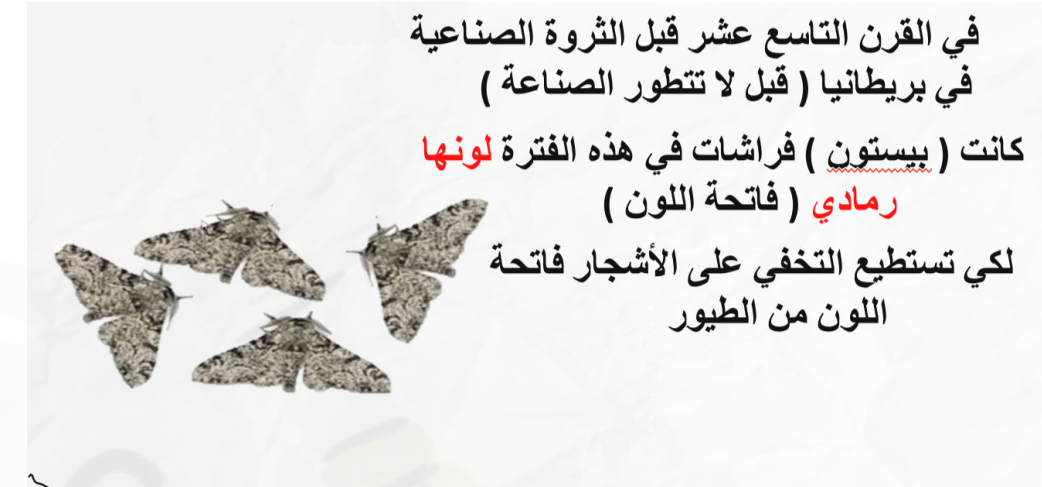 في القرن التاسع عشر قبل الثروة الصناعية
في بريطانيا ( قبل لا تتطور الصناعة )
كانت ( بيستون ) فراشات في هذه الفترة لونها
رمادي ( فاتحة اللون )
لكي تستطيع التخفي على الأشجار فاتحة
اللون من الطيور